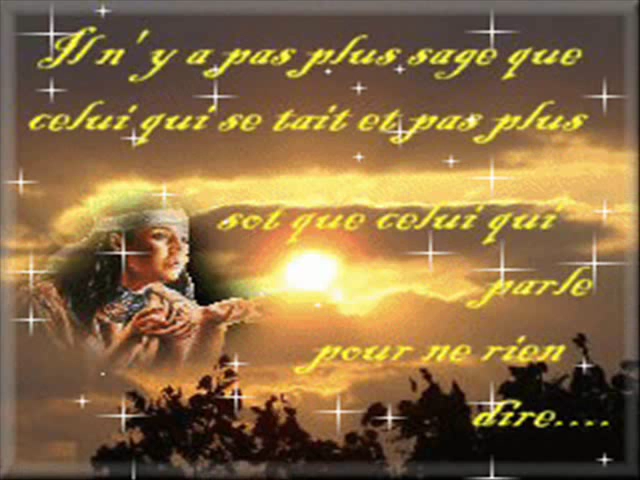 Il n'y a pas plus sage que
celui qui se tait et pas plus
sot que celui qui
parle
pour ne rien
dire....